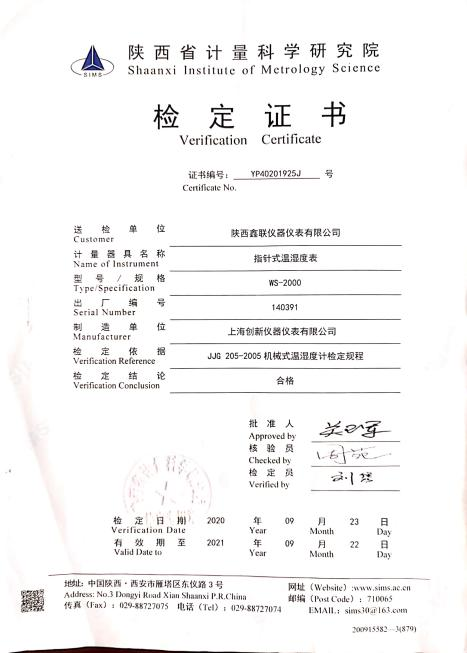 陕西省计量科学研究院
SIMS
Shaanxi Institute of Metrology Science
检定证书
Verification Certificate
证书编号： YP40201925J 号
Certificate No.
送检单位 陕西鑫联仪器仪表有限公司
Customer
计量器具名称 指针式温湿度表
Name of Instrument
型号/规格 WS-2000
Type/Specification
出厂编号 140391
Serial Number
制造单位 上海创新仪器仪表有限公司
Manufacturer
检定依据 JJG 205-2005 机械式温湿度计检定规程
Verification Reference
检定结论 合格
Verification Conclusion
批准人
Approved by
核验员
Checked by
检定员
Verified by
检定日期 2020 年 09 月 23 日
Verification Date Year Month Day
有效期至 2021 年 09 月 22 日
Valid Date to Year Month Day
地址：中国陕西·西安市雁塔区东仪路3号 网址（Website）:www.sims.ac.cn
Address: No.3 Dongyi Road Xian Shaanxi P.R.China 邮编（Post Code）: 710065
传真（Fax）: 029-88727075 电话（Tel）: 029-88727074 EMAIL: sims30@163.com
200915582—3(879)